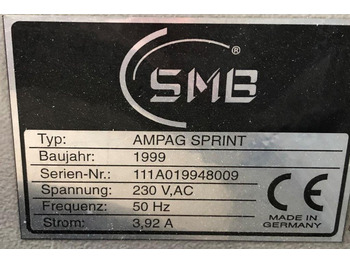 SMB®
Typ: AMPAG SPRINT
Baujahr: 1999
Serien-Nr.: 111A019948009
Spannung: 230 V,AC
Frequenz: 50 Hz
Strom: 3,92 A
CE
MADE IN
GERMANY